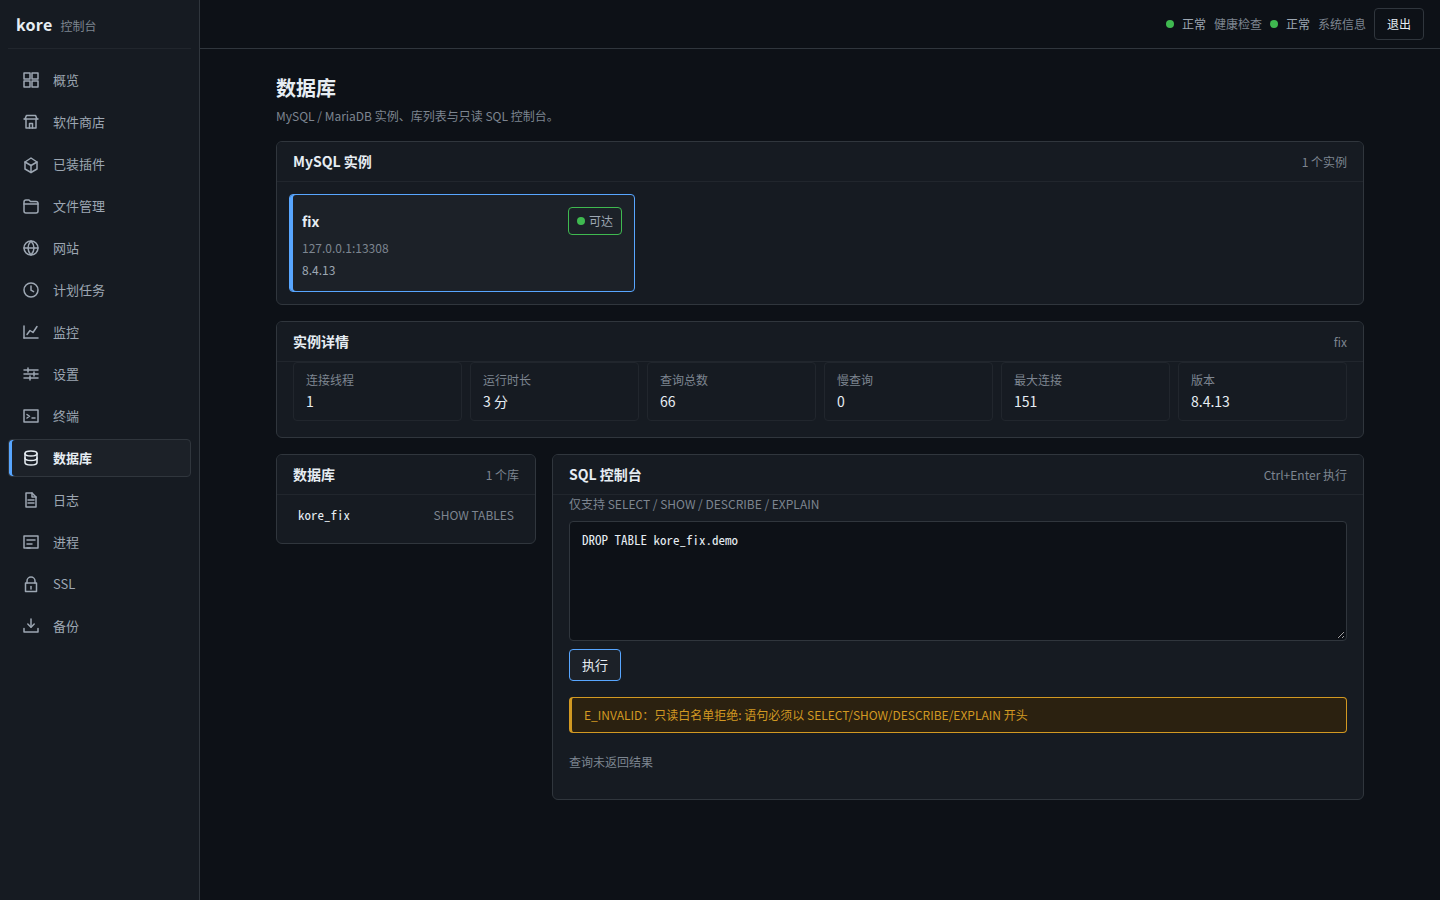 kore 控制台
正常 健康检查 正常 系统信息 退出
概览
软件商店
已装插件
文件管理
网站
计划任务
监控
设置
终端
数据库
日志
进程
SSL
备份
数据库
MySQL / MariaDB 实例、库列表与只读 SQL 控制台。
MySQL 实例 1 个实例
fix 可达
127.0.0.1:13308
8.4.13
实例详情 fix
连接线程 运行时长 查询总数 慢查询 最大连接 版本
1 3 分 66 0 151 8.4.13
数据库 1 个库
kore_fix SHOW TABLES
SQL 控制台 Ctrl+Enter 执行
仅支持 SELECT / SHOW / DESCRIBE / EXPLAIN
DROP TABLE kore_fix.demo
执行
E_INVALID：只读白名单拒绝: 语句必须以 SELECT/SHOW/DESCRIBE/EXPLAIN 开头
查询未返回结果